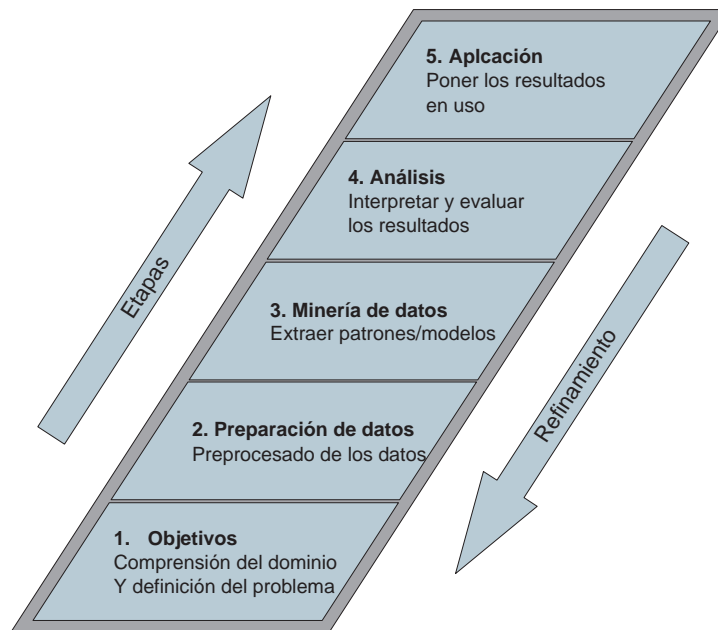 5. Aplcación
Poner los resultados
en uso
4. Análisis
Interpretar y evaluar
los resultados
3. Minería de datos
Extraer patrones/modelos
2. Preparación de datos
Preprocesado de los datos
1. Objetivos
Comprensión del dominio
Y definición del problema
Etapas
Refinamiento